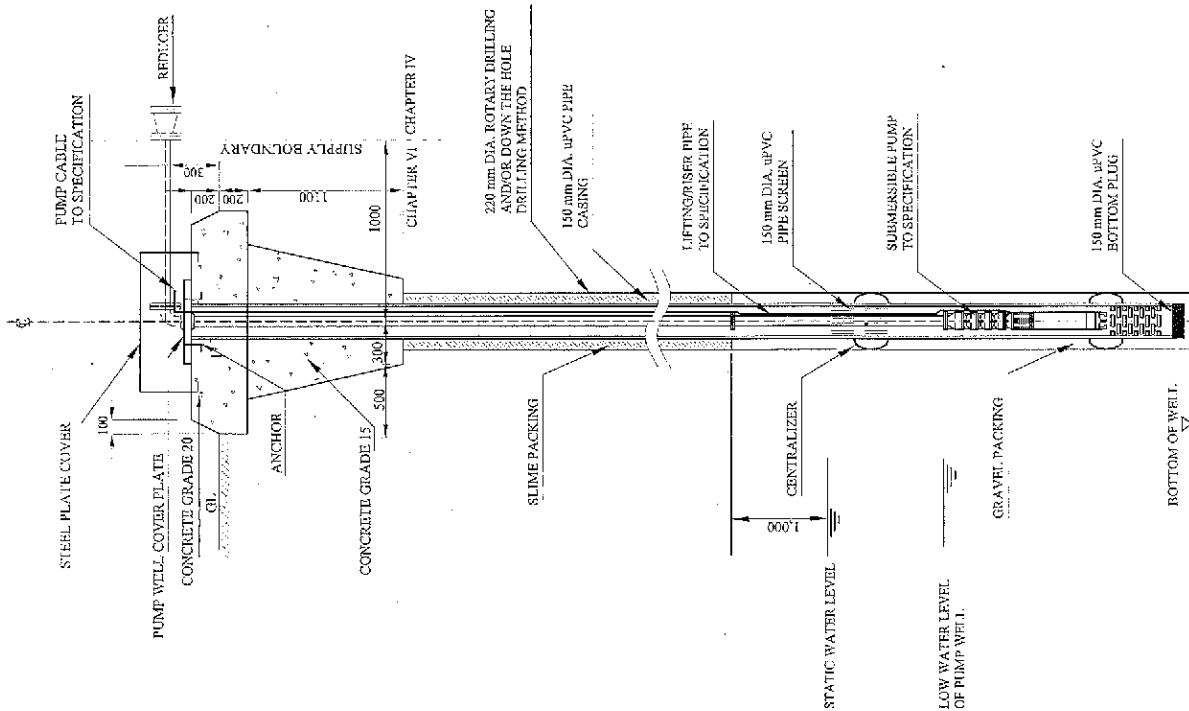 REDUCER
PUMP CABLE
TO SPECIFICATION
STEEL PLATE COVER
100
PUMP WELL COVER PLATE
CONCRETE GRADE 20
GL
300
200
200
1100
SUPPLY BOUNDARY
CHAPTER VI
CHAPTER IV
1000
300
500
ANCHOR
CONCRETE GRADE 15
220 mm DIA. ROTARY DRILLING
AND/OR DOWN THE HOLE
DRILLING METHOD
150 mm DIA. uPVC PIPE
CASING
SLIME PACKING
LIFTING/RISER PIPE
TO SPECIFICATION
150 mm DIA. uPVC
PIPE SCREEN
1,000
STATIC WATER LEVEL
CENTRALIZER
SUBMERSIBLE PUMP
TO SPECIFICATION
LOW WATER LEVEL
OF PUMP WELL
GRAVEL PACKING
150 mm DIA. uPVC
BOTTOM PLUG
BOTTOM OF WELL